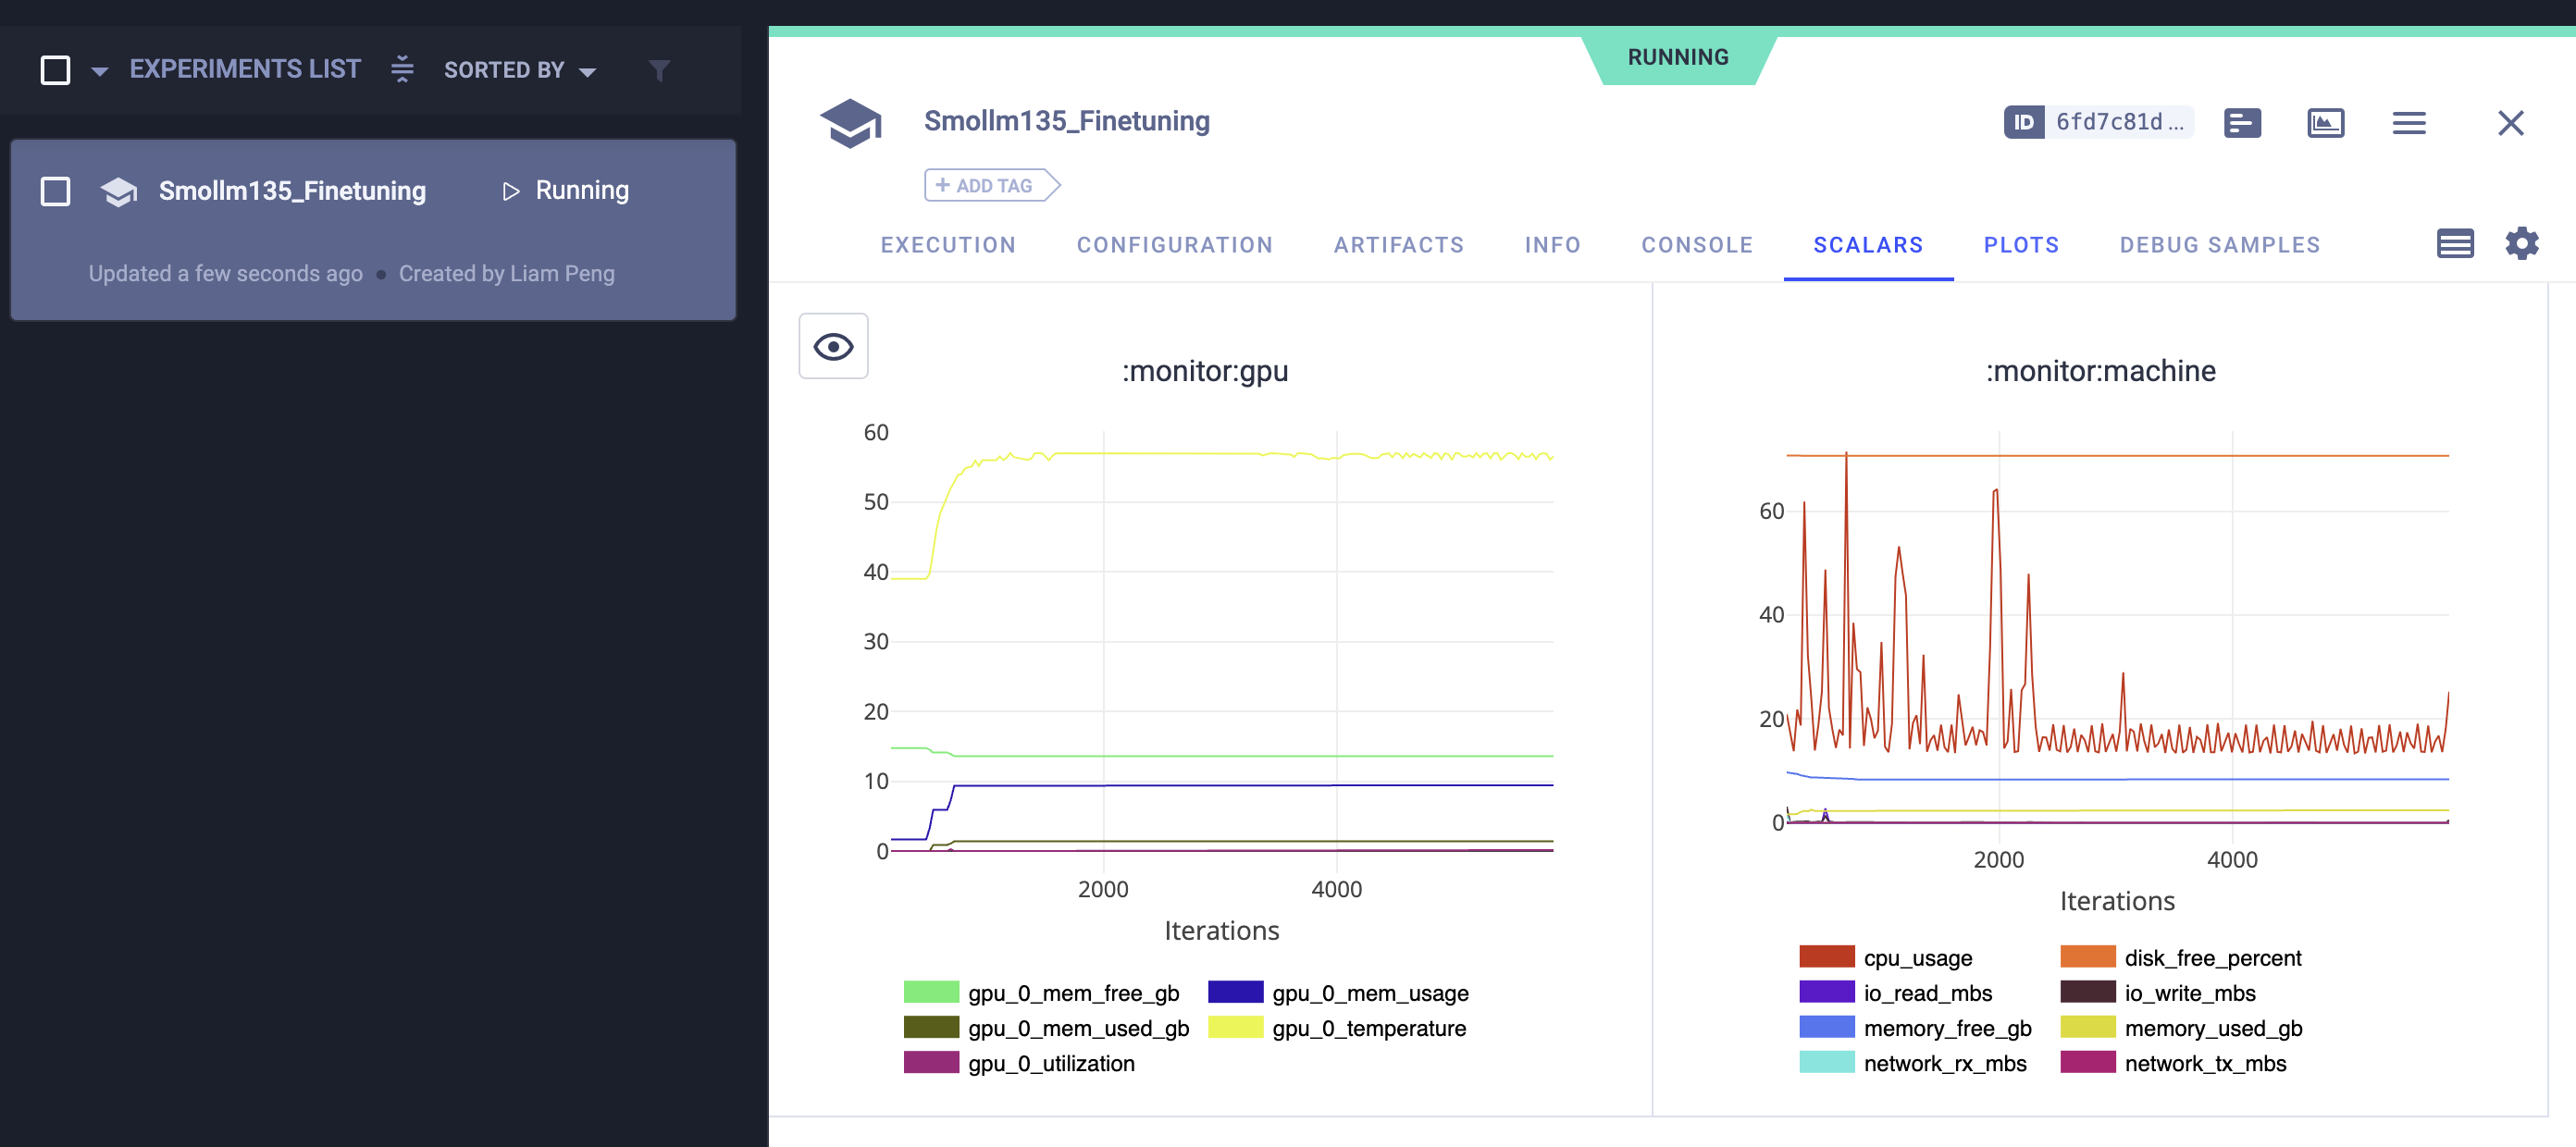 EXPERIMENTS LIST SORTED BY
Smollm135_Finetuning Running
Updated a few seconds ago • Created by Liam Peng
RUNNING
Smollm135_Finetuning
ID 6fd7c81d ...
+ ADD TAG
EXECUTION CONFIGURATION ARTIFACTS INFO CONSOLE SCALARS PLOTS DEBUG SAMPLES
:monitor:gpu
60
50
40
30
20
10
0
2000 4000
Iterations
gpu_0_mem_free_gb gpu_0_mem_usage
gpu_0_mem_used_gb gpu_0_temperature
gpu_0_utilization
:monitor:machine
60
40
20
0
2000 4000
Iterations
cpu_usage disk_free_percent
io_read_mbs io_write_mbs
memory_free_gb memory_used_gb
network_rx_mbs network_tx_mbs